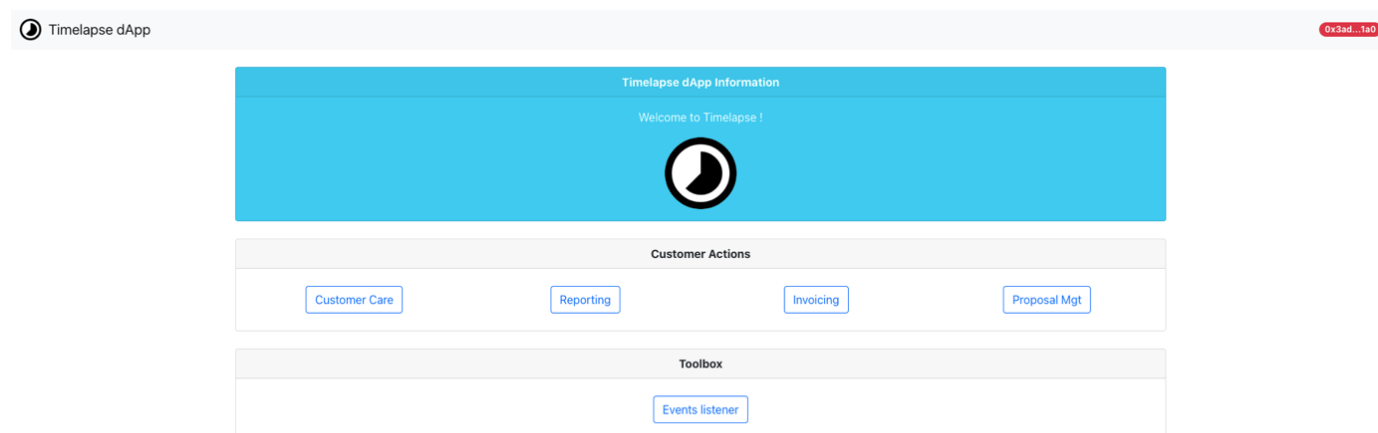 Timelapse dApp
0x3ad...1a0
Timelapse dApp Information
Welcome to Timelapse !
Customer Actions
Customer Care
Reporting
Invoicing
Proposal Mgt
Toolbox
Events listener